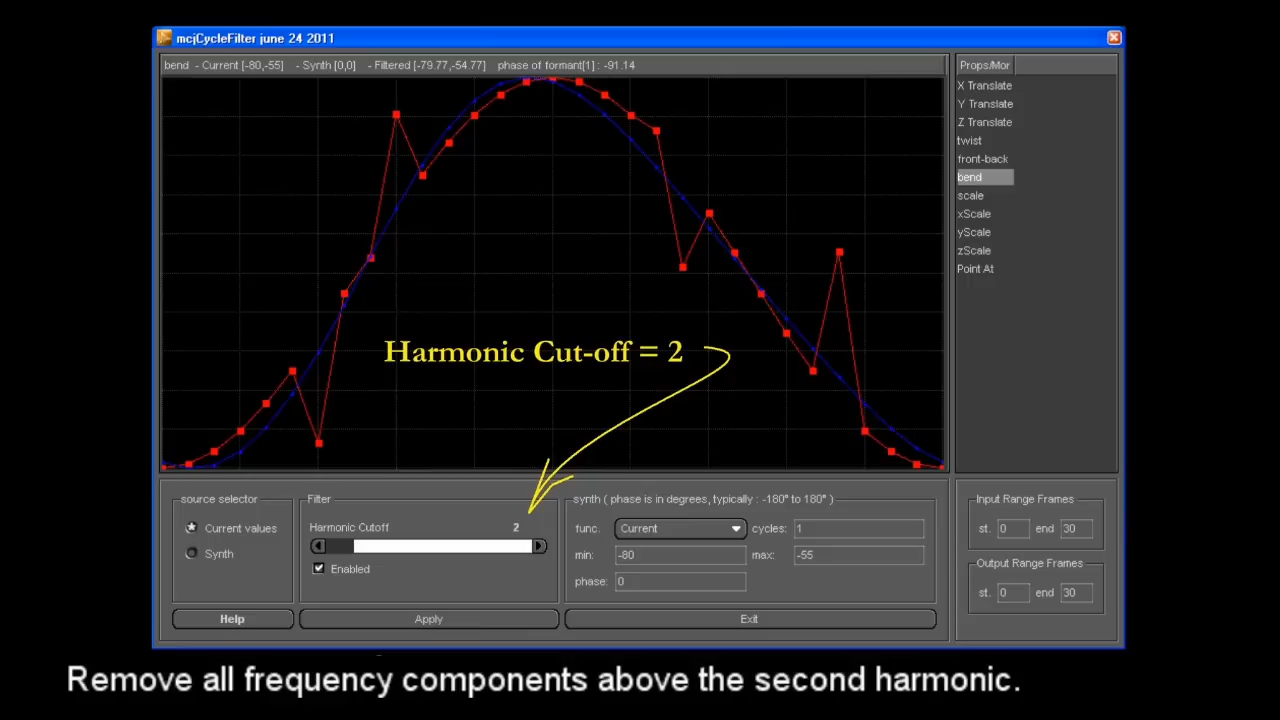 mcjCycleFilter june 24 2011
bend - Current [-80,-55] - Synth [0,0] - Filtered [-79.77,-54.77] phase of formant[1] : -91.14
Props/Mor
X Translate
Y Translate
Z Translate
twist
front-back
bend
scale
xScale
yScale
zScale
Point At
Harmonic Cut-off = 2
source selector
Current values
Synth
Filter
Harmonic Cutoff 2
Enabled
synth ( phase is in degrees, typically : -180° to 180° )
func. Current cycles: 1
min: -80 max: -55
phase: 0
Input Range Frames
st. 0 end 30
Output Range Frames
st. 0 end 30
Help Apply Exit
Remove all frequency components above the second harmonic.